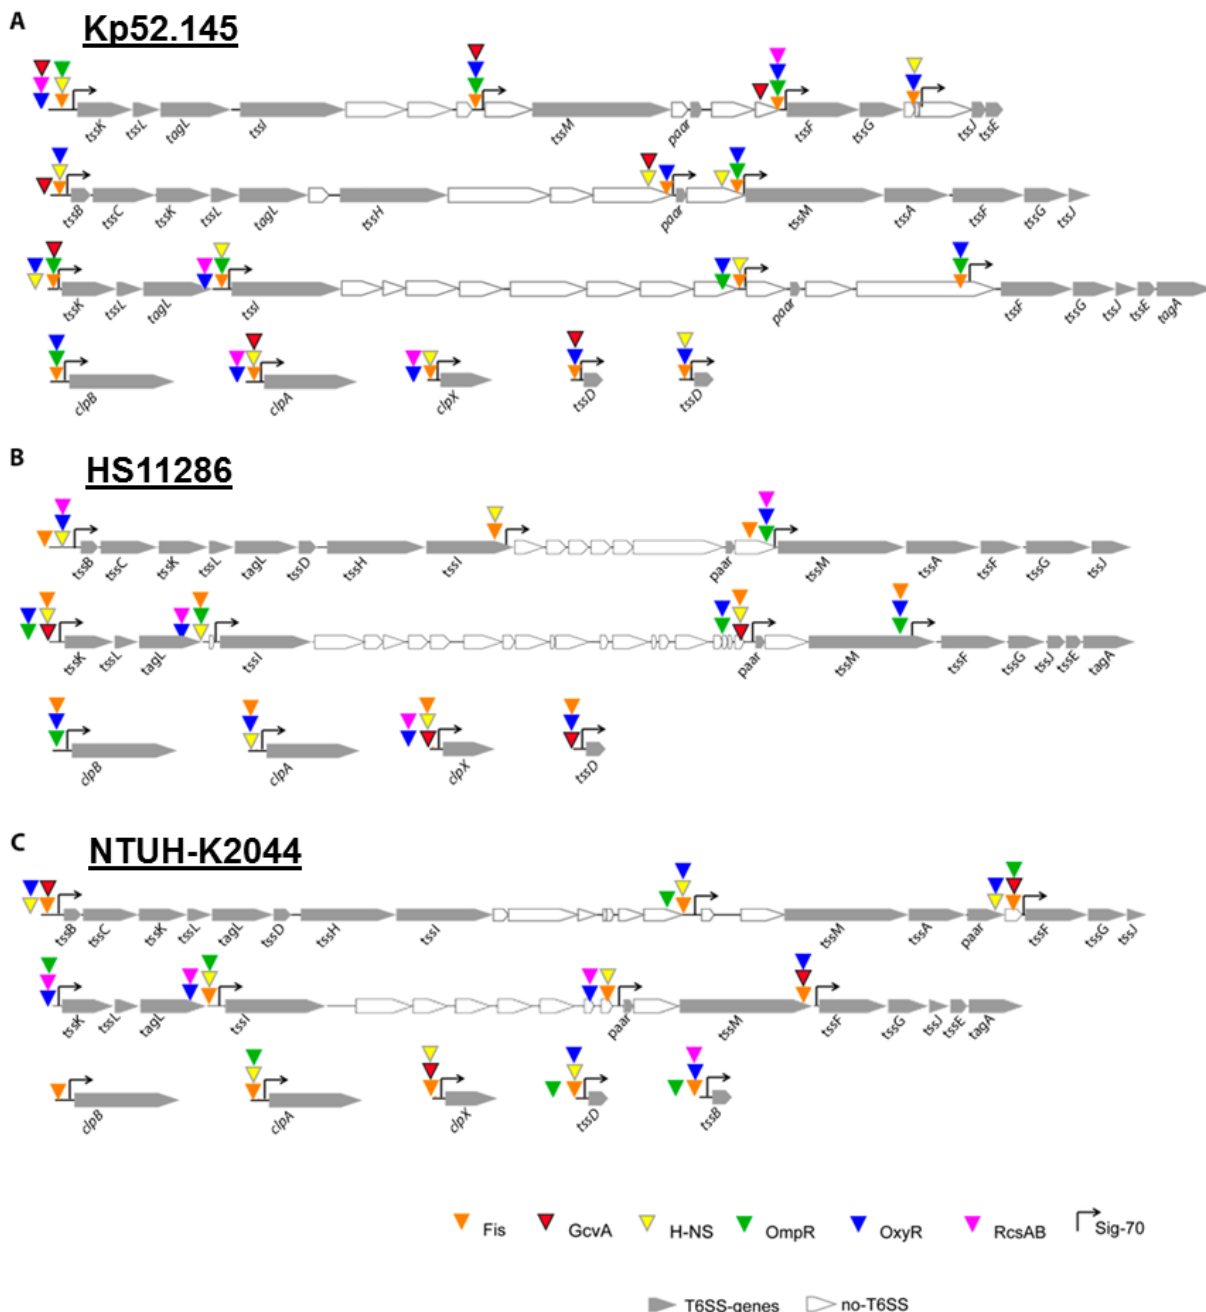 A
Kp52.145
tssK tssL tagL tssI tssM paar tssF tssG tssJ tssE
tssB tssC tssK tssL tagL tssH paar tssM tssA tssF tssG tssJ
tssK tssL tagL tssI paar tssF tssG tssJ tssE tagA
clpB clpA clpX tssD tssD
B
HS11286
tssB tssC tssK tssL tagL tssD tssH tssI paar tssM tssA tssF tssG tssJ
tssK tssL tagL tssI paar tssM tssF tssG tssJ tssE tagA
clpB clpA clpX tssD
C
NTUH-K2044
tssB tssC tssK tssL tagL tssD tssH tssI tssM tssA paar tssF tssG tssJ
tssK tssL tagL tssI paar tssM tssF tssG tssJ tssE tagA
clpB clpA clpX tssD tssB
Fis GcvA H-NS OmpR OxyR RcsAB Sig-70
T6SS-genes no-T6SS